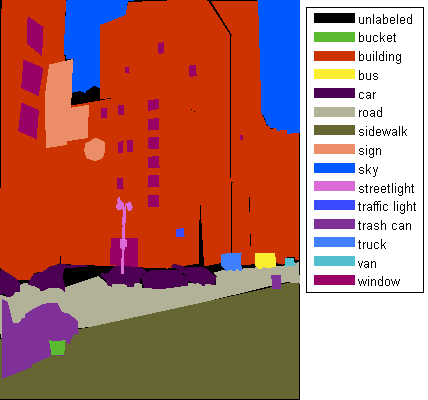 unlabeled
bucket
building
bus
car
road
sidewalk
sign
sky
streetlight
traffic light
trash can
truck
van
window